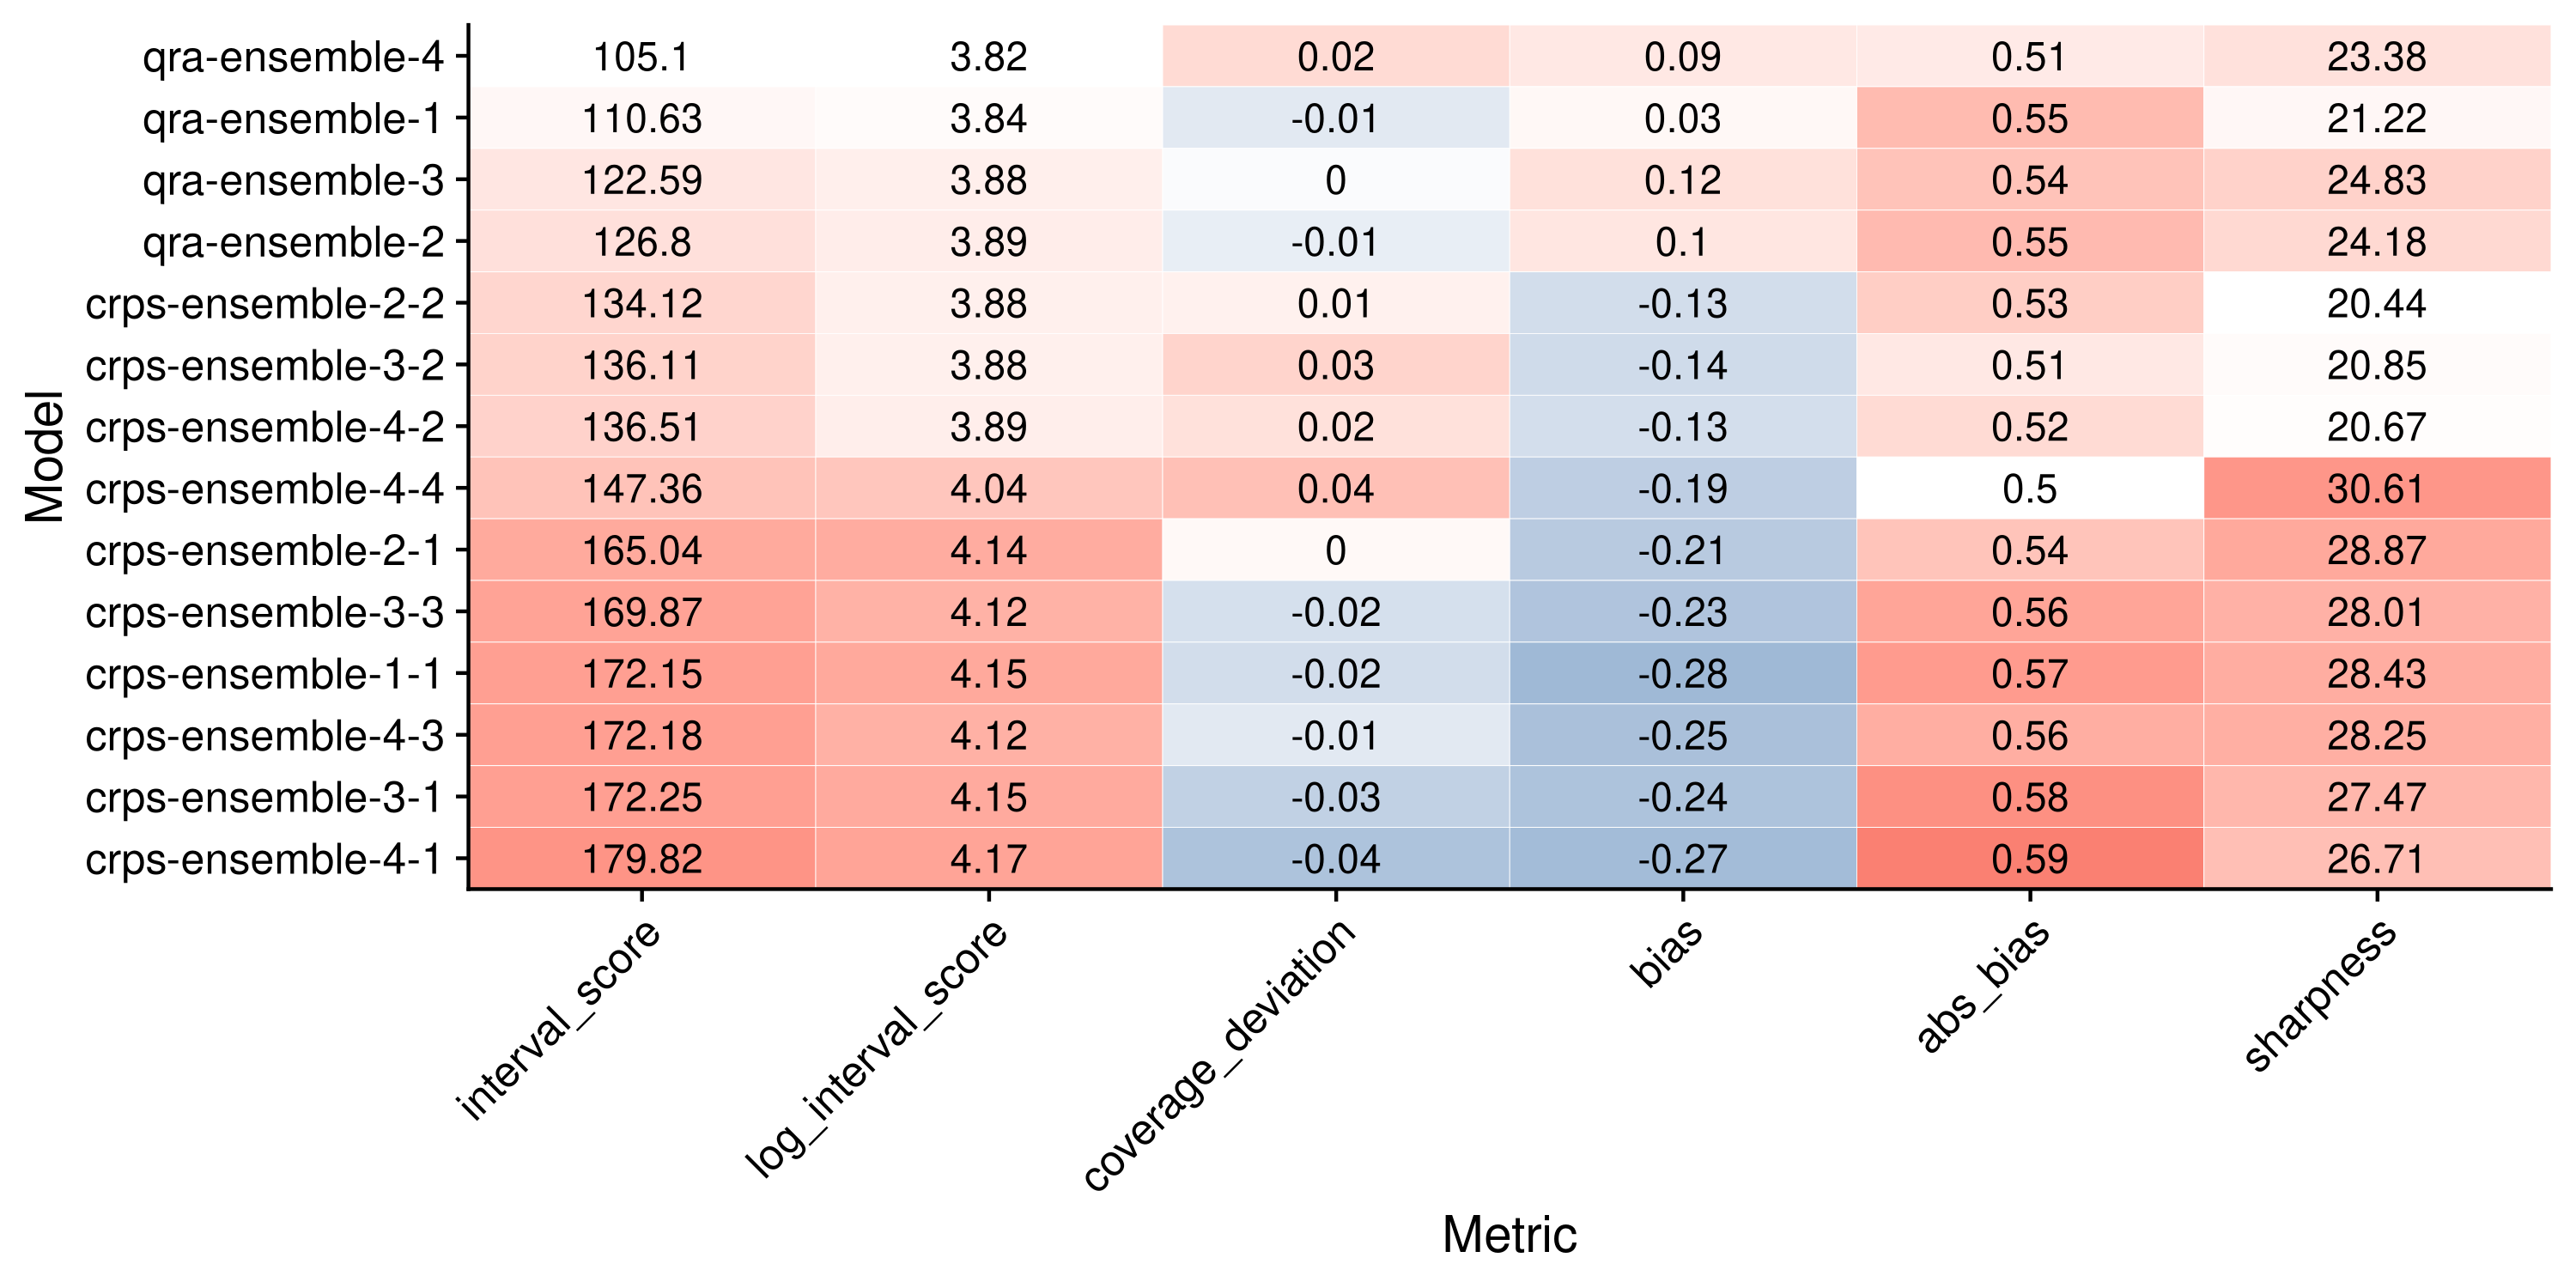 qra-ensemble-4 105.1 3.82 0.02 0.09 0.51 23.38
qra-ensemble-1 110.63 3.84 -0.01 0.03 0.55 21.22
qra-ensemble-3 122.59 3.88 0 0.12 0.54 24.83
qra-ensemble-2 126.8 3.89 -0.01 0.1 0.55 24.18
crps-ensemble-2-2 134.12 3.88 0.01 -0.13 0.53 20.44
crps-ensemble-3-2 136.11 3.88 0.03 -0.14 0.51 20.85
crps-ensemble-4-2 136.51 3.89 0.02 -0.13 0.52 20.67
crps-ensemble-4-4 147.36 4.04 0.04 -0.19 0.5 30.61
crps-ensemble-2-1 165.04 4.14 0 -0.21 0.54 28.87
crps-ensemble-3-3 169.87 4.12 -0.02 -0.23 0.56 28.01
crps-ensemble-1-1 172.15 4.15 -0.02 -0.28 0.57 28.43
crps-ensemble-4-3 172.18 4.12 -0.01 -0.25 0.56 28.25
crps-ensemble-3-1 172.25 4.15 -0.03 -0.24 0.58 27.47
crps-ensemble-4-1 179.82 4.17 -0.04 -0.27 0.59 26.71
Model
interval_score
log_interval_score
coverage_deviation
bias
abs_bias
sharpness
Metric